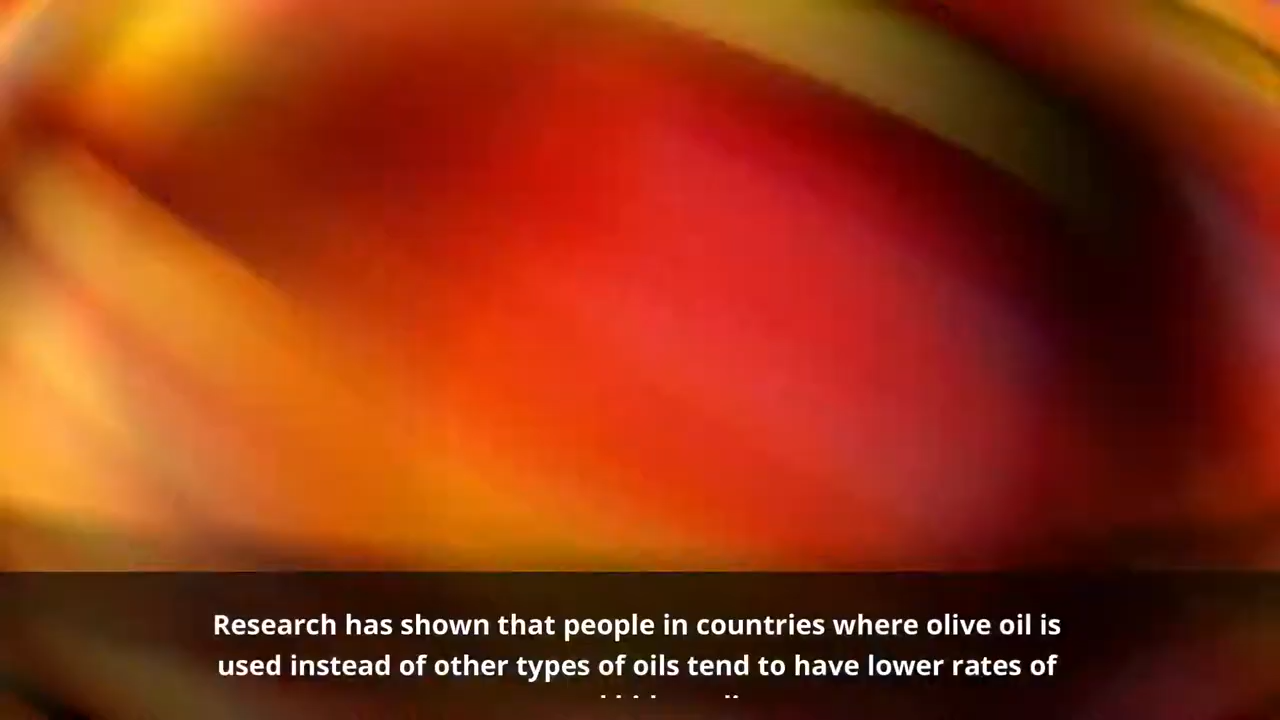 Research has shown that people in countries where olive oil is
used instead of other types of oils tend to have lower rates of